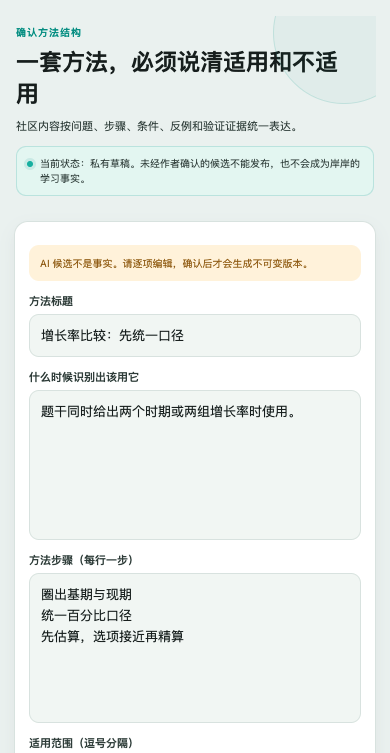 确认方法结构
一套方法，必须说清适用和不适
用
社区内容按问题、步骤、条件、反例和验证证据统一表达。
当前状态：私有草稿。未经作者确认的候选不能发布，也不会成为岸岸的
学习事实。
AI 候选不是事实。请逐项编辑，确认后才会生成不可变版本。
方法标题
增长率比较：先统一口径
什么时候识别出该用它
题干同时给出两个时期或两组增长率时使用。
方法步骤（每行一步）
圈出基期与现期
统一百分比口径
先估算，选项接近再精算
适用范围（逗号分隔）